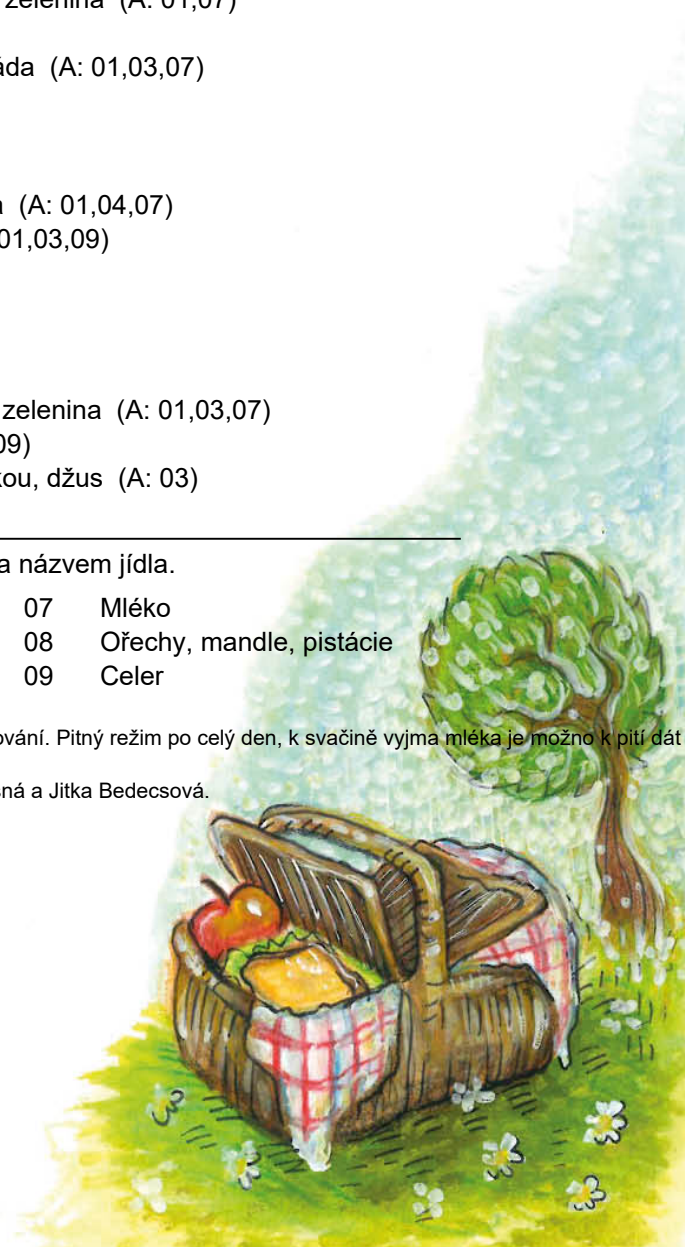 zelenina (A: 01,07)
áda (A: 01,03,07)
a (A: 01,04,07)
01,03,09)
zelenina (A: 01,03,07)
09)
kou, džus (A: 03)
a názvem jídla.
07 Mléko
08 Ořechy, mandle, pistácie
09 Celer
ování. Pitný režim po celý den, k svačině vyjma mléka je možno k pití dát
sná a Jitka Bedecsová.